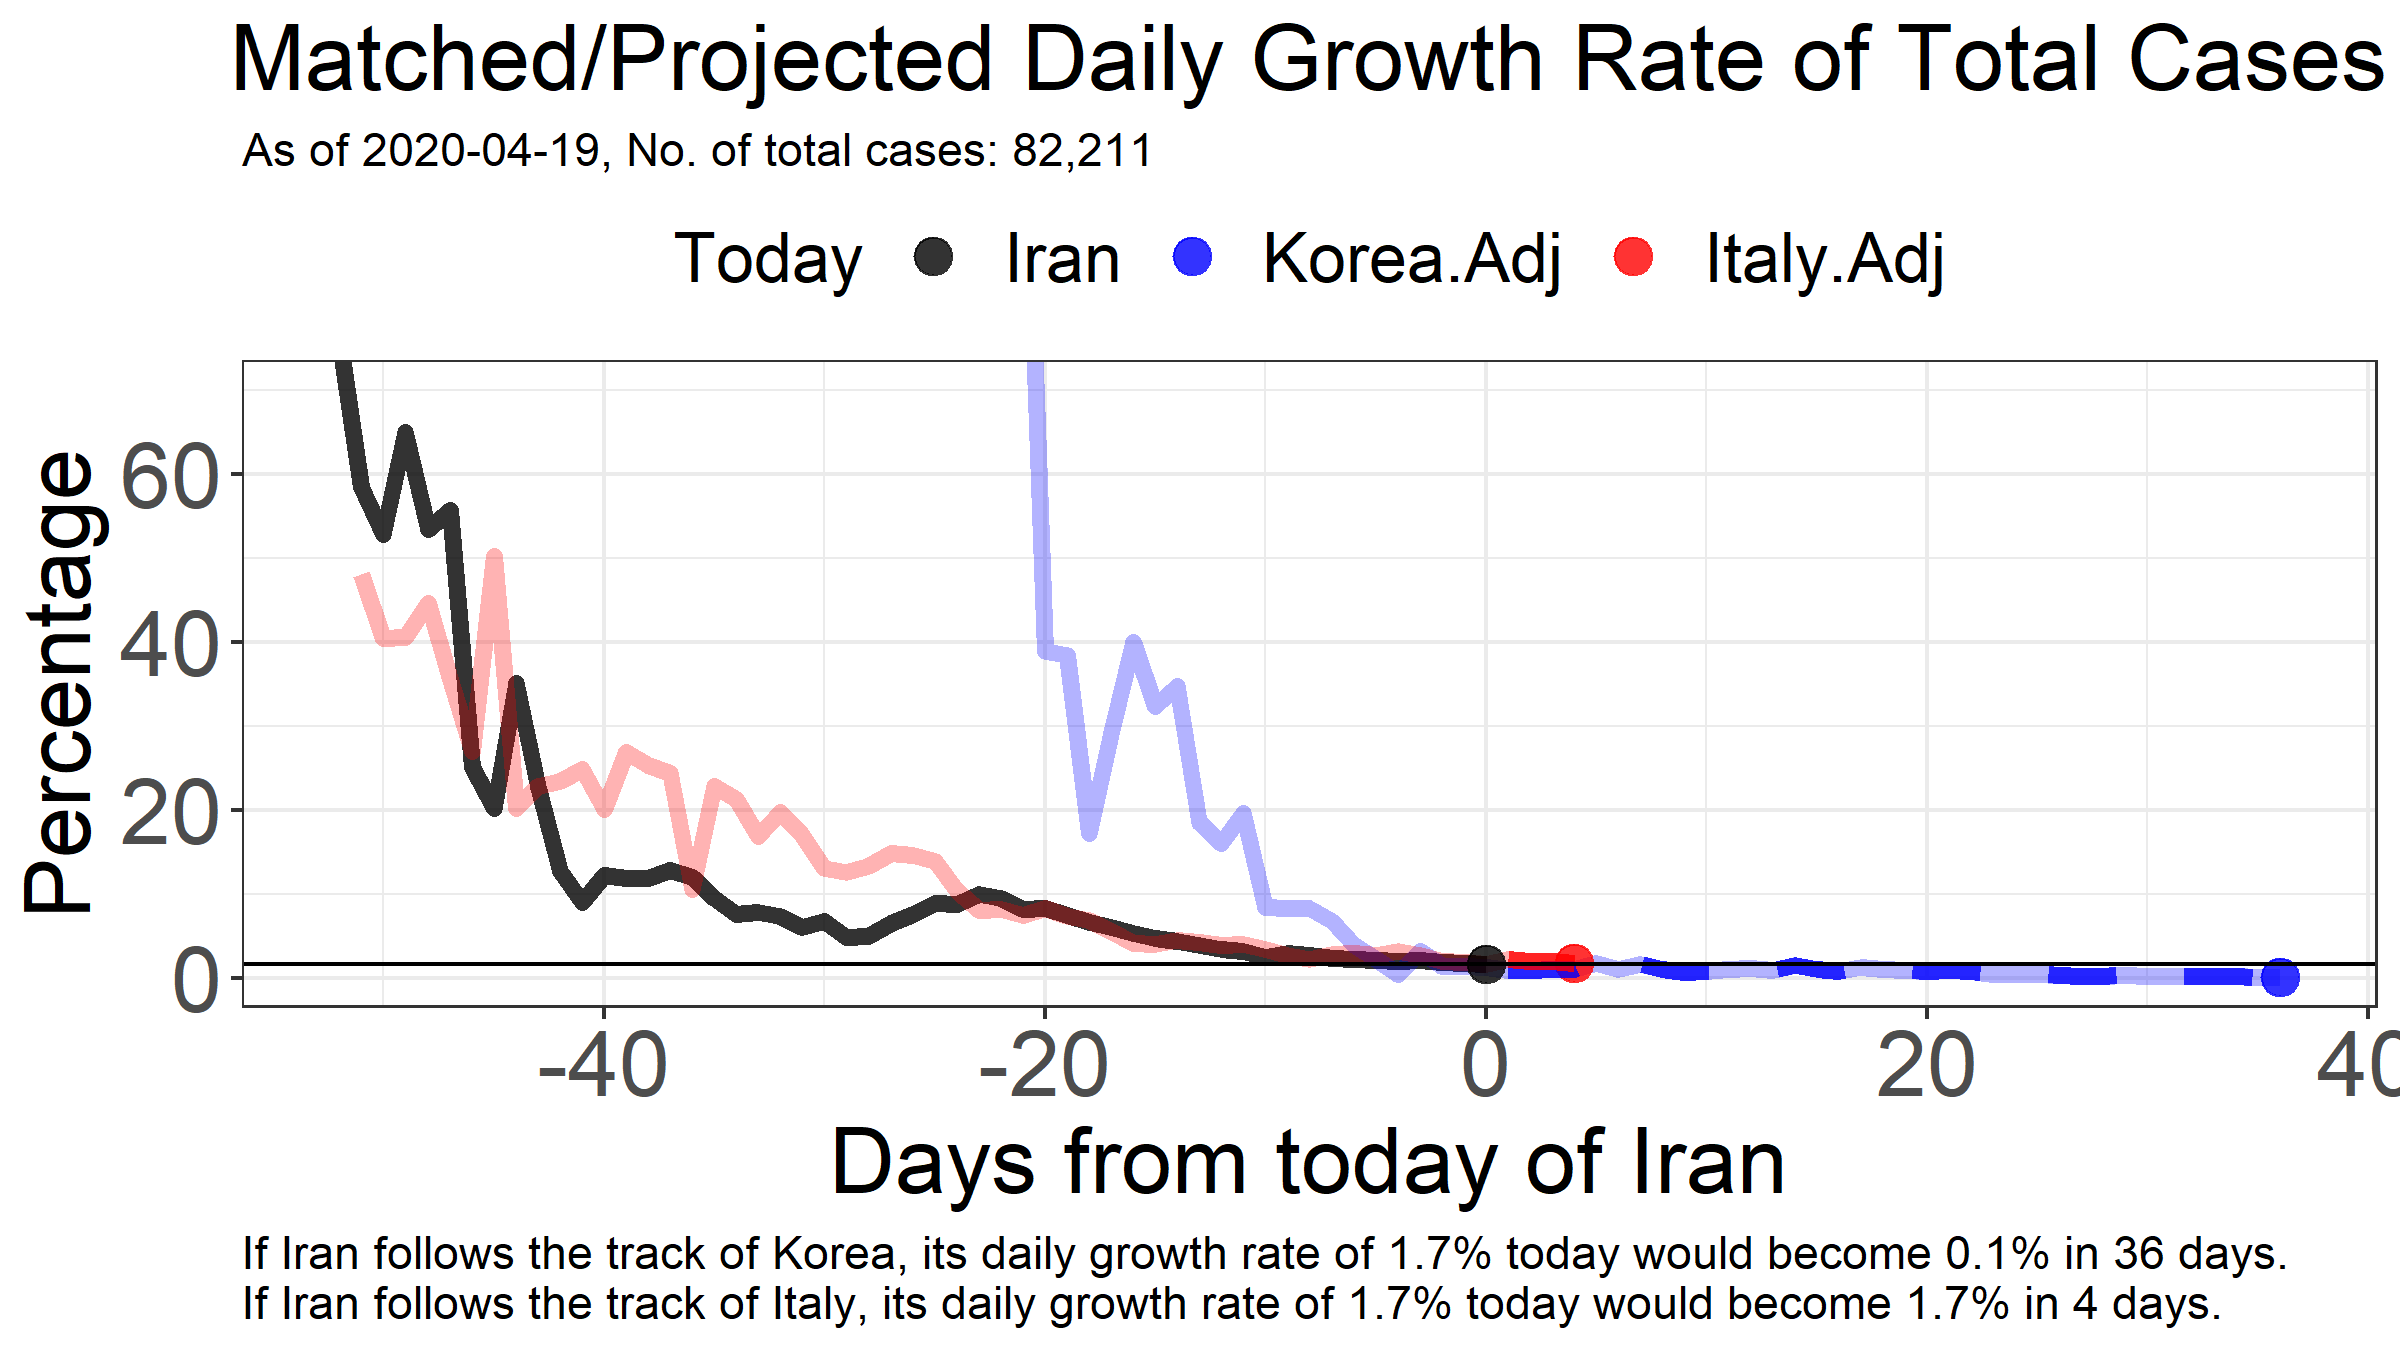 Matched/Projected Daily Growth Rate of Total Cases
As of 2020-04-19, No. of total cases: 82,211
Today Iran Korea.Adj Italy.Adj
Percentage
60
40
20
0
-40 -20 0 20 40
Days from today of Iran
If Iran follows the track of Korea, its daily growth rate of 1.7% today would become 0.1% in 36 days.
If Iran follows the track of Italy, its daily growth rate of 1.7% today would become 1.7% in 4 days.